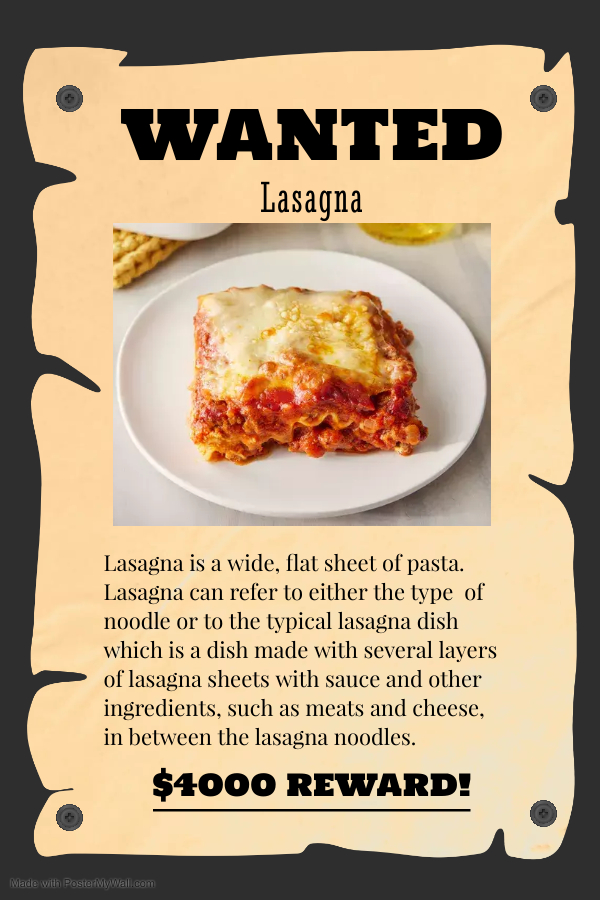 WANTED
Lasagna
Lasagna is a wide, flat sheet of pasta.
Lasagna can refer to either the type  of
noodle or to the typical lasagna dish
which is a dish made with several layers
of lasagna sheets with sauce and other
ingredients, such as meats and cheese,
in between the lasagna noodles.
$4000 REWARD!
Made with PosterMyWall.com